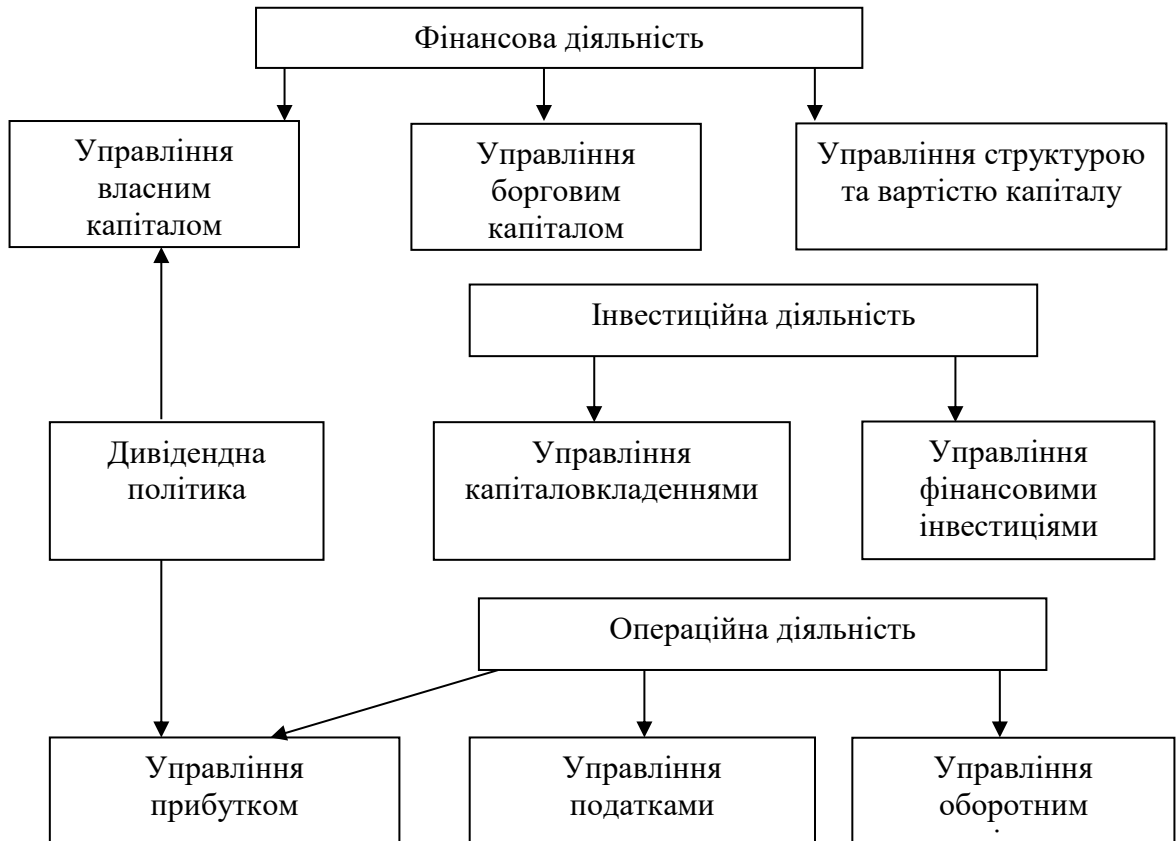 Фінансова діяльність
Управління
власним
капіталом
Управління
борговим
капіталом
Управління структурою
та вартістю капіталу
Інвестиційна діяльність
Дивідендна
політика
Управління
капіталовкладеннями
Управління
фінансовими
інвестиціями
Операційна діяльність
Управління
прибутком
Управління
податками
Управління
оборотним